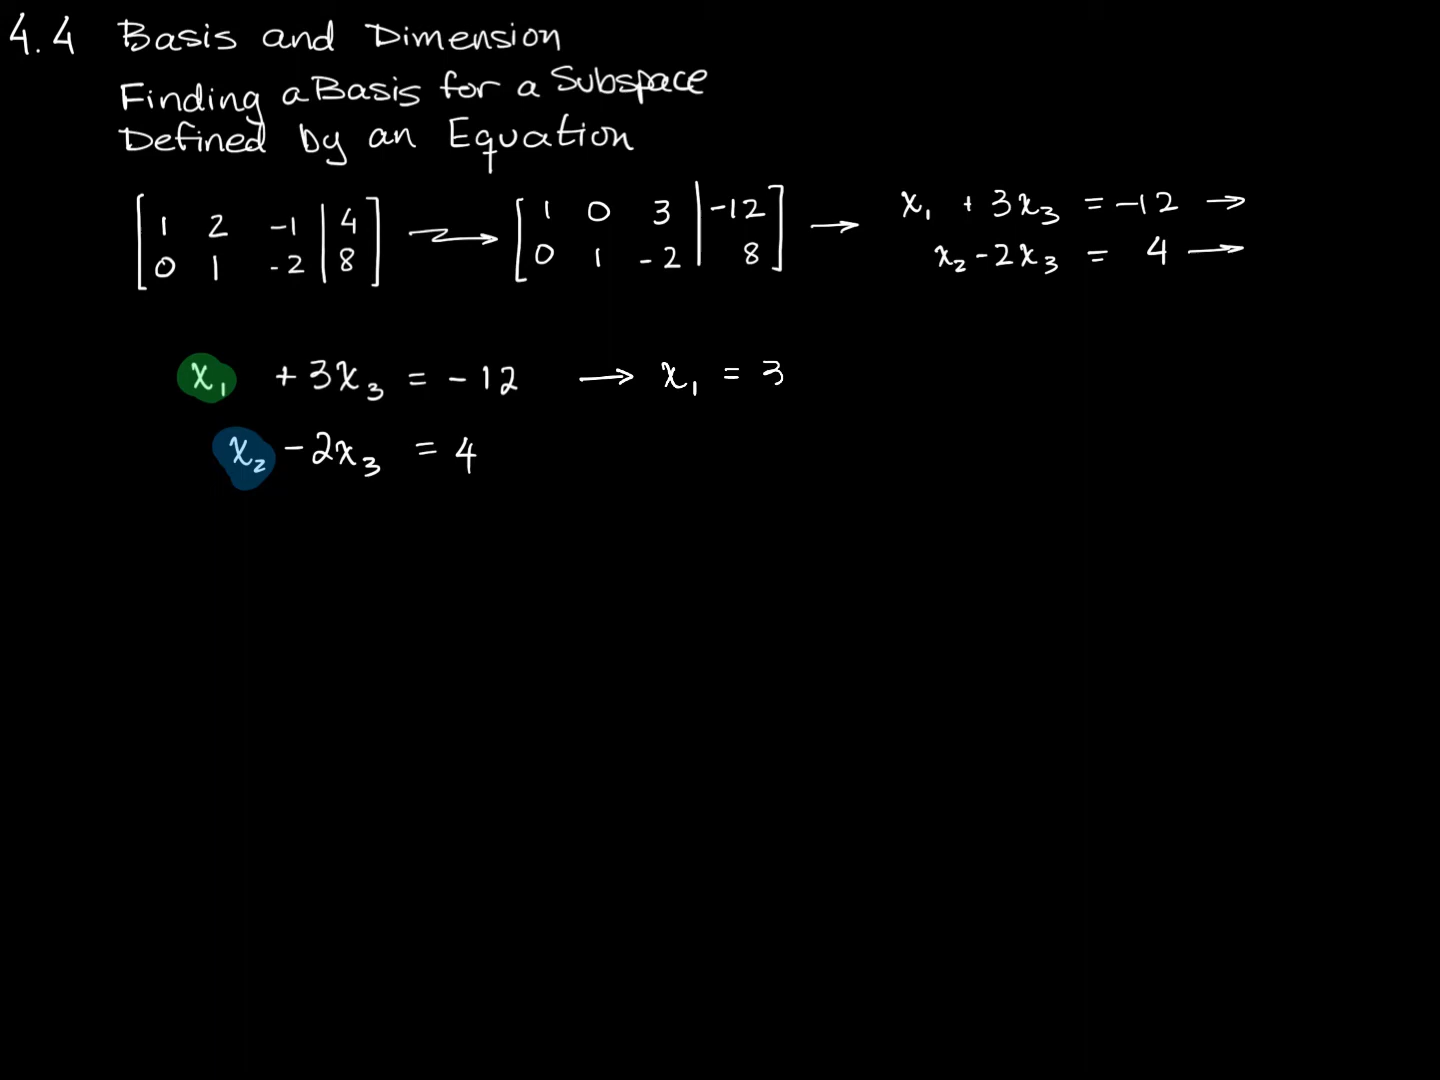 4.4 Basis and Dimension
Finding a Basis for a Subspace
Defined by an Equation
[1 2 -1 | 4] → [1 0 3 | -12] → x₁ + 3x₃ = -12 →
[0 1 -2 | 8] [0 1 -2 | 8] x₂ - 2x₃ = 4 →
x₁ + 3x₃ = -12 → x₁ = 3
x₂ - 2x₃ = 4